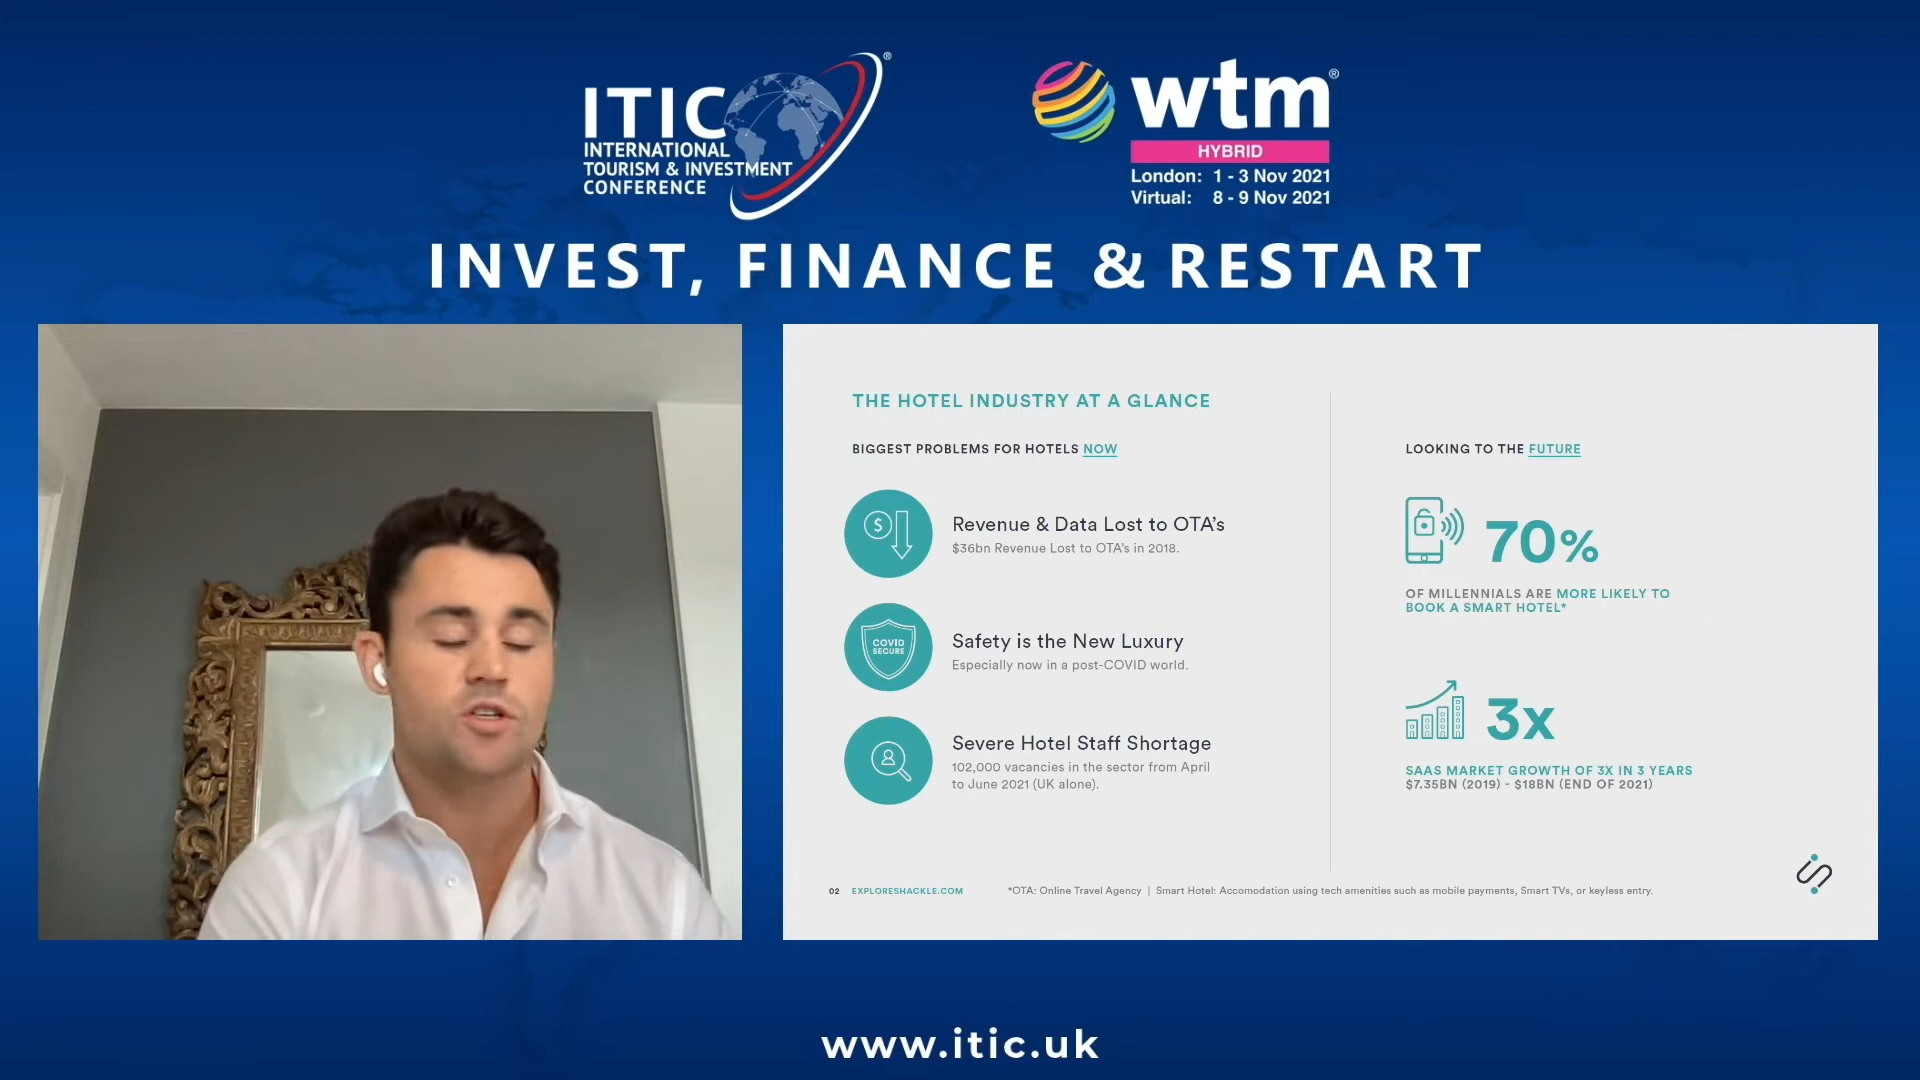 ITIC
INTERNATIONAL
TOURISM & INVESTMENT
CONFERENCE
®
wtm®
HYBRID
London: 1 - 3 Nov 2021
Virtual: 8 - 9 Nov 2021
INVEST, FINANCE & RESTART
THE HOTEL INDUSTRY AT A GLANCE
BIGGEST PROBLEMS FOR HOTELS NOW
$
Revenue & Data Lost to OTA's
$36bn Revenue Lost to OTA's in 2018.
COVID
SECURE
Safety is the New Luxury
Especially now in a post-COVID world.
Severe Hotel Staff Shortage
102,000 vacancies in the sector from April
to June 2021 (UK alone).
LOOKING TO THE FUTURE
70%
OF MILLENNIALS ARE MORE LIKELY TO
BOOK A SMART HOTEL*
3x
SAAS MARKET GROWTH OF 3X IN 3 YEARS
$7.35BN (2019) - $18BN (END OF 2021)
02 EXPLORESHACKLE.COM
*OTA: Online Travel Agency | Smart Hotel: Accomodation using tech amenities such as mobile payments, Smart TVs, or keyless entry.
www.itic.uk